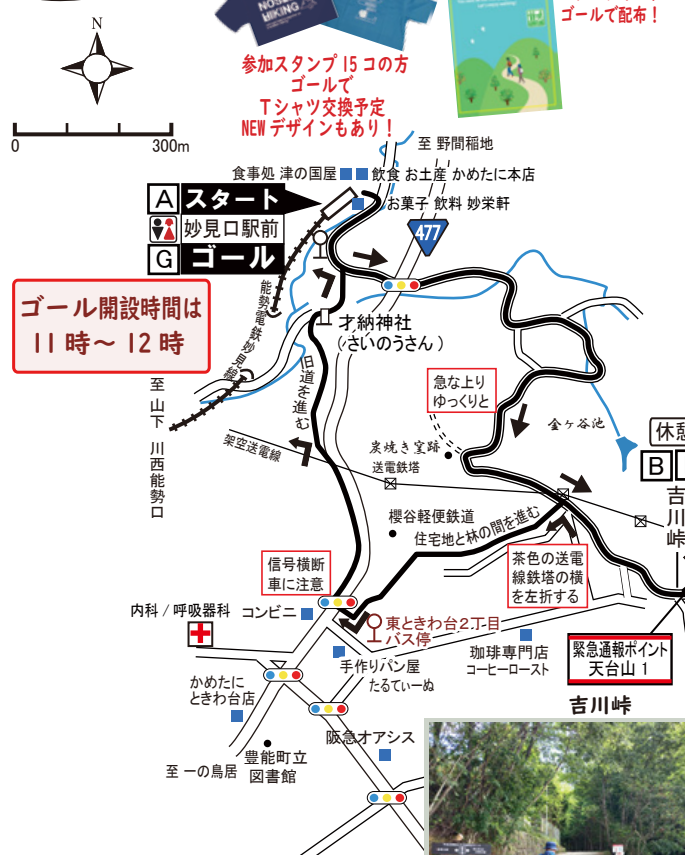 HIKING
ゴールで配布！
参加スタンプ15コの方
ゴールで
Tシャツ交換予定
NEWデザインもあり！
N
0 300m
至 野間稲地
食事処 津の国屋
飲食 お土産 かめたに本店
お菓子 飲料 妙栄軒
A スタート
妙見口駅前
G ゴール
477
ゴール開設時間は
11時～12時
能勢電鉄妙見線
才納神社
（さいのうさん）
旧道を進む
急な上り
ゆっくりと
至 山下 川西能勢口
架空送電線
炭焼き窯跡
送電鉄塔
金ヶ谷池
休憩
B
吉川峠
櫻谷軽便鉄道
住宅地と林の間を進む
信号横断
車に注意
茶色の送電
線鉄塔の横
を左折する
内科 / 呼吸器科
コンビニ
東ときわ台2丁目
バス停
手作りパン屋
たるてぃーぬ
珈琲専門店
コーヒーロースト
緊急通報ポイント
天台山 1
かめたに
ときわ台店
吉川峠
阪急オアシス
豊能町立
図書館
至 一の鳥居